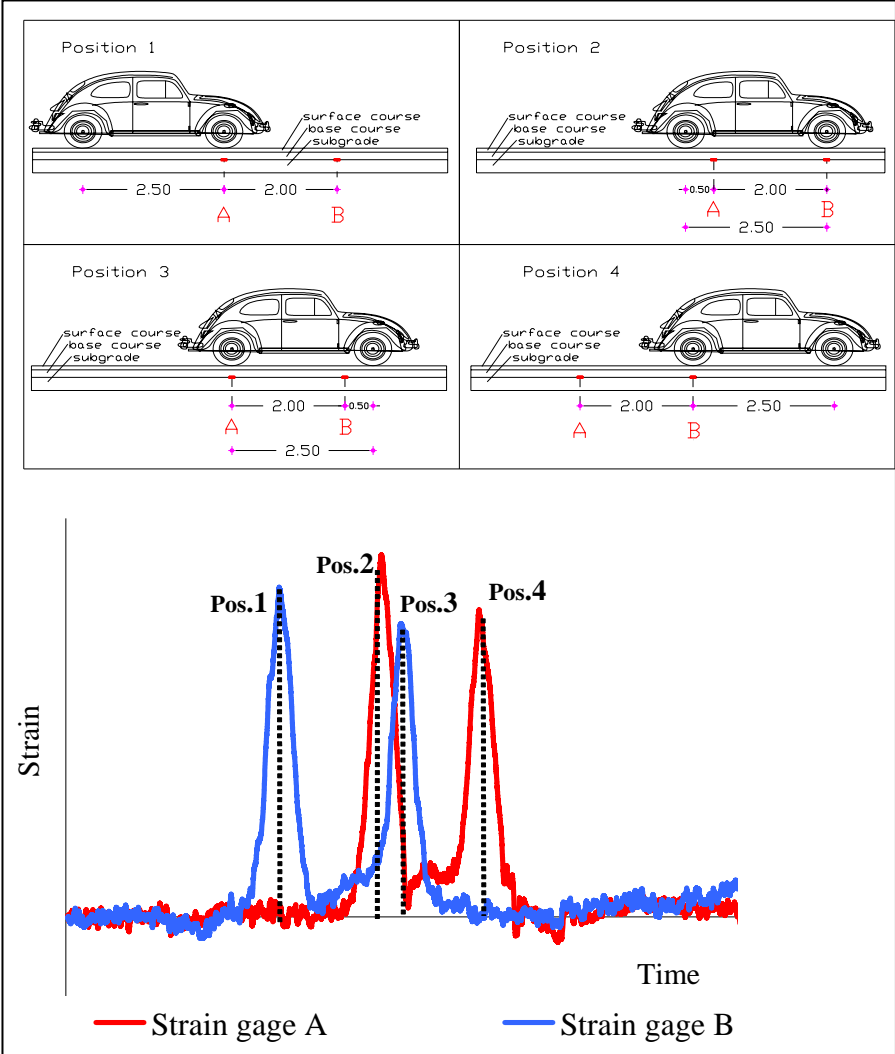 Position 1
surface course
base course
subgrade
2.50
2.00
A
B
Position 2
surface course
base course
subgrade
0.50
2.00
A
B
2.50
Position 3
surface course
base course
subgrade
2.00
0.50
A
B
2.50
Position 4
surface course
base course
subgrade
2.00
2.50
A
B
Pos.1
Pos.2
Pos.3
Pos.4
Strain
Time
Strain gage A
Strain gage B